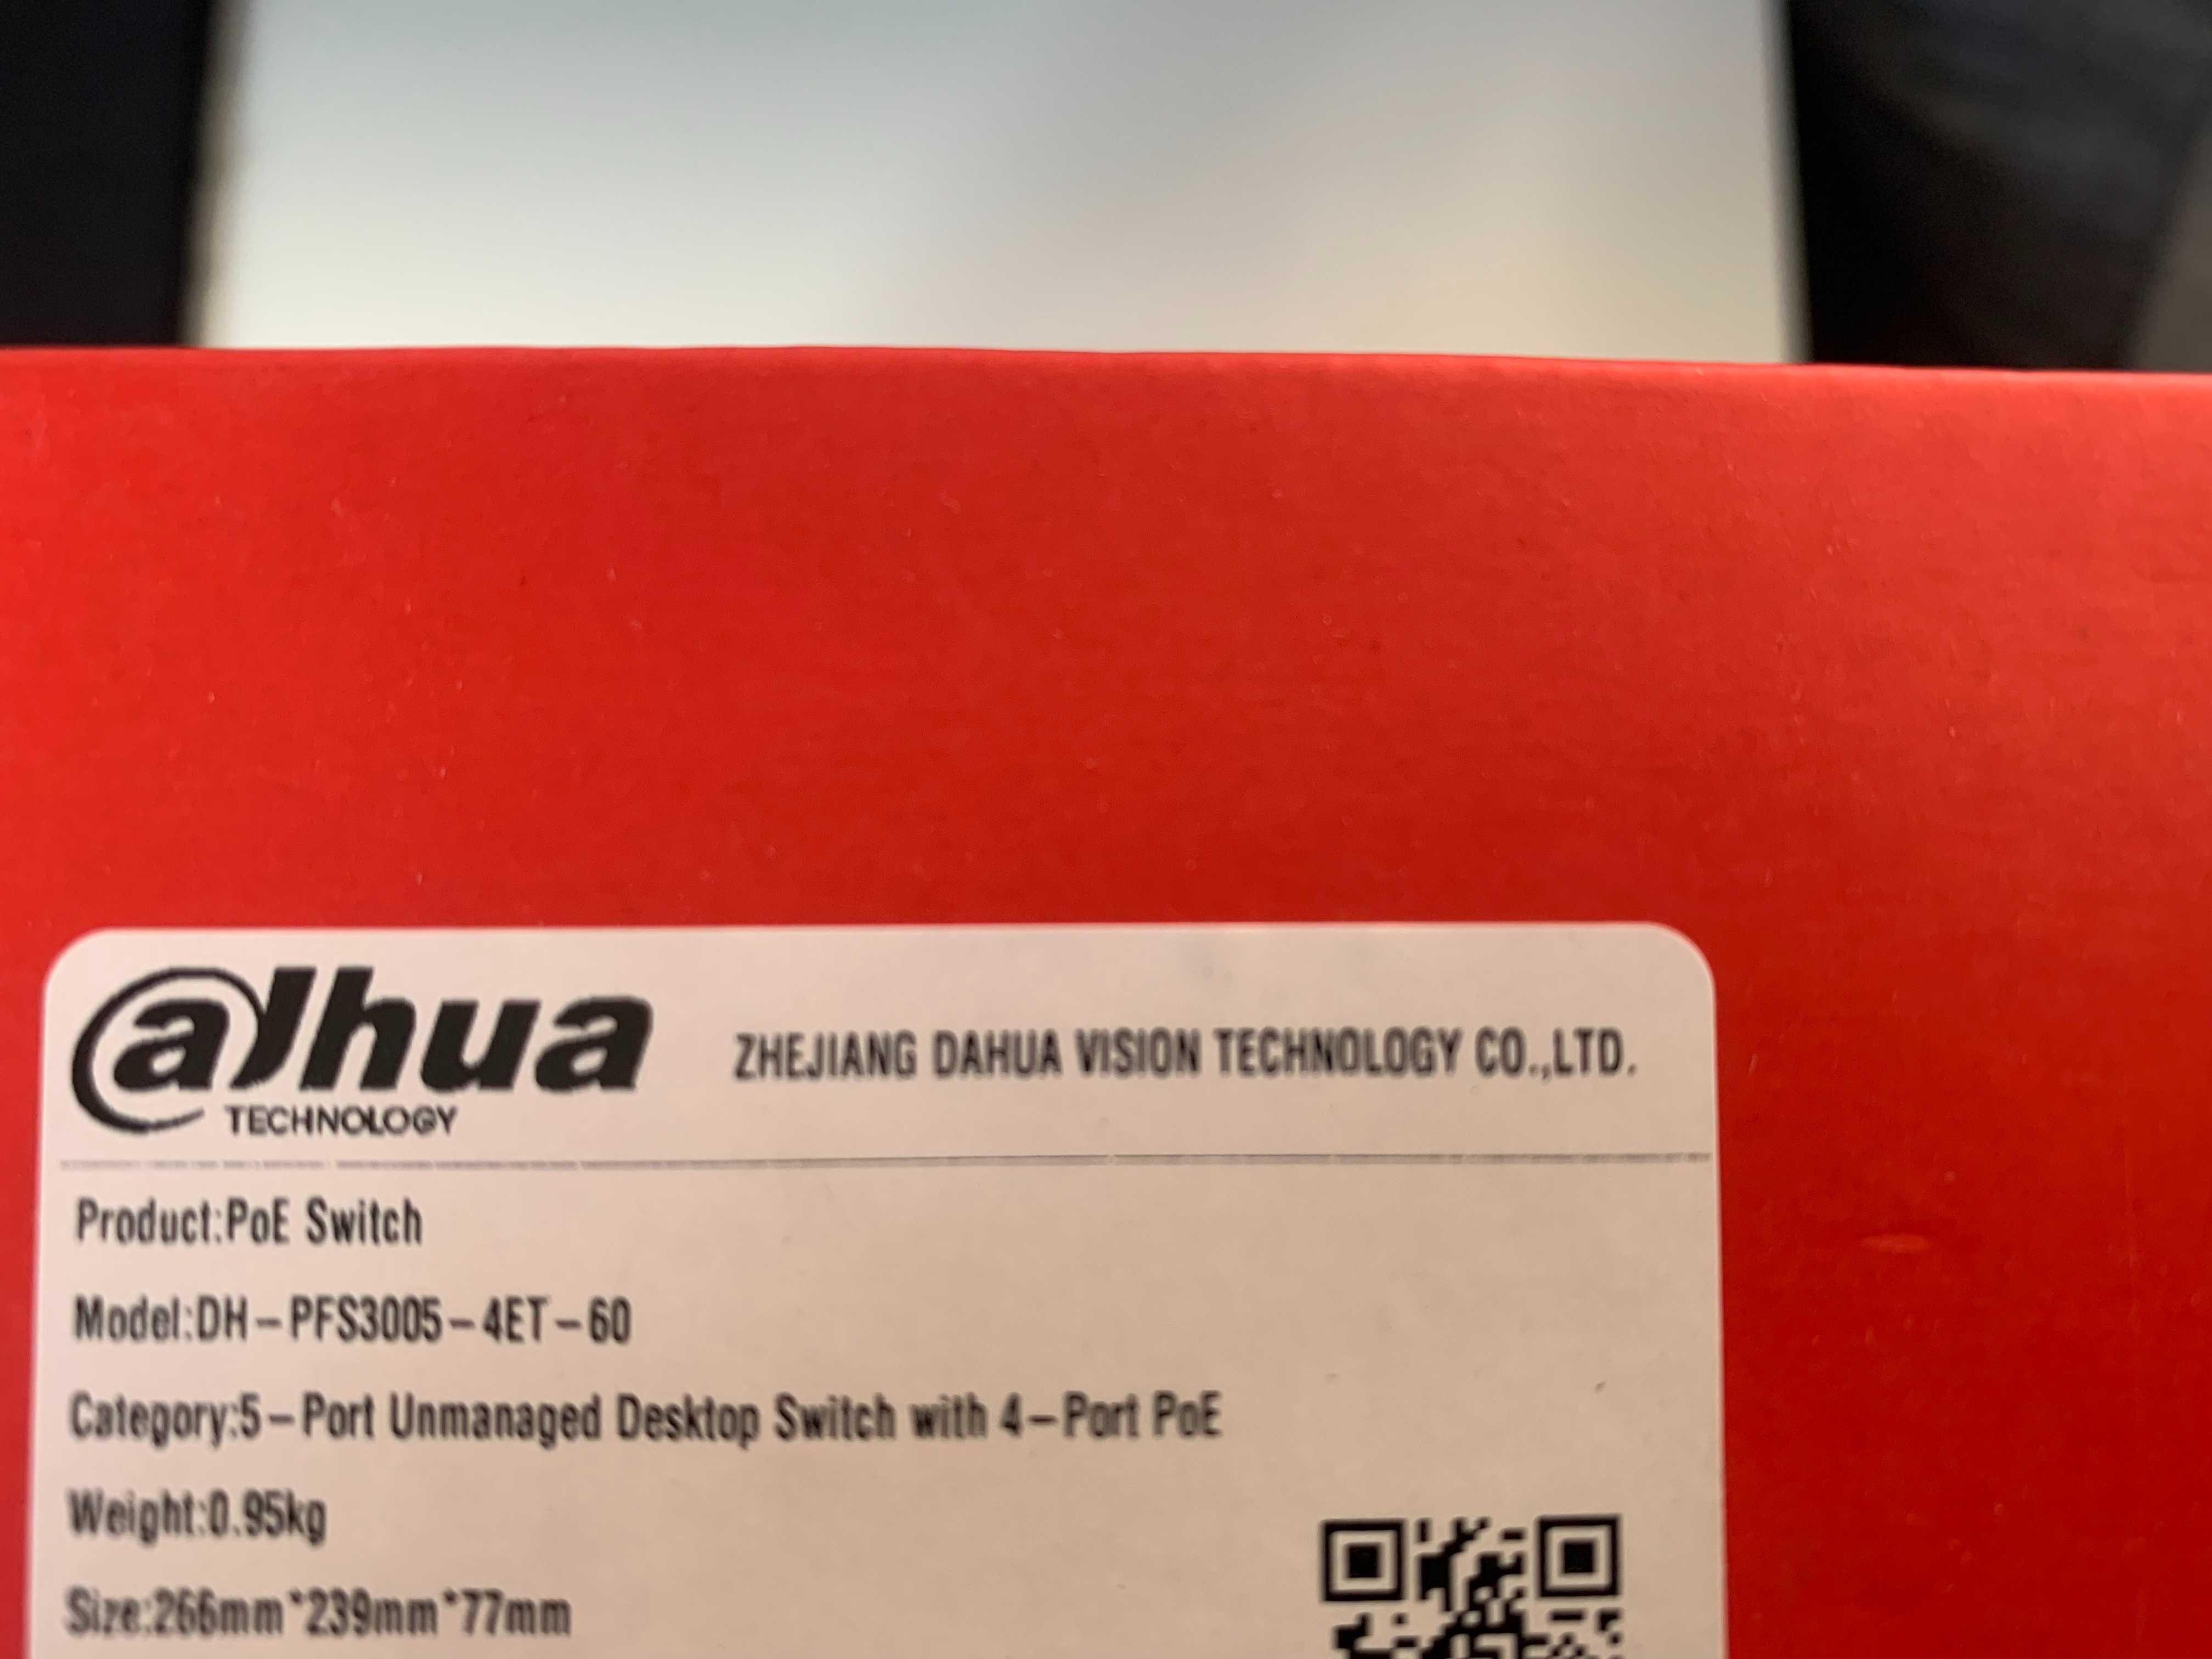 alhua
TECHNOLOGY
ZHEJIANG DAHUA VISION TECHNOLOGY CO.,LTD.
Product:PoE Switch
Model:DH-PFS3005-4ET-60
Category:5-Port Unmanaged Desktop Switch with 4-Port PoE
Weight:0.95kg
Size:266mm*239mm*77mm